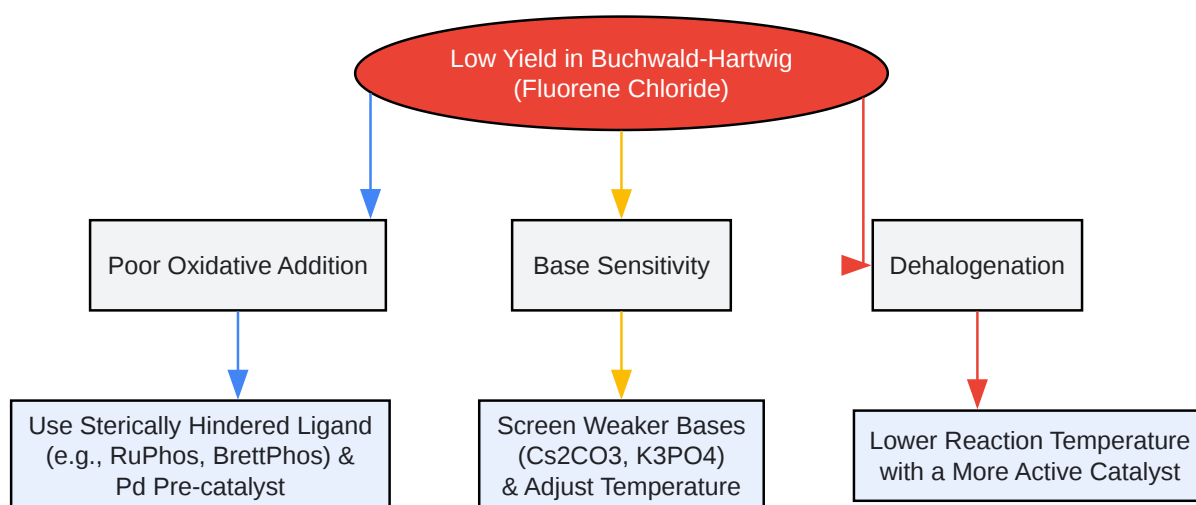 Low Yield in Buchwald-Hartwig
(Fluorene Chloride)
Poor Oxidative Addition
Base Sensitivity
Dehalogenation
Use Sterically Hindered Ligand
(e.g., RuPhos, BrettPhos) &
Pd Pre-catalyst
Screen Weaker Bases
(Cs2CO3, K3PO4)
& Adjust Temperature
Lower Reaction Temperature
with a More Active Catalyst